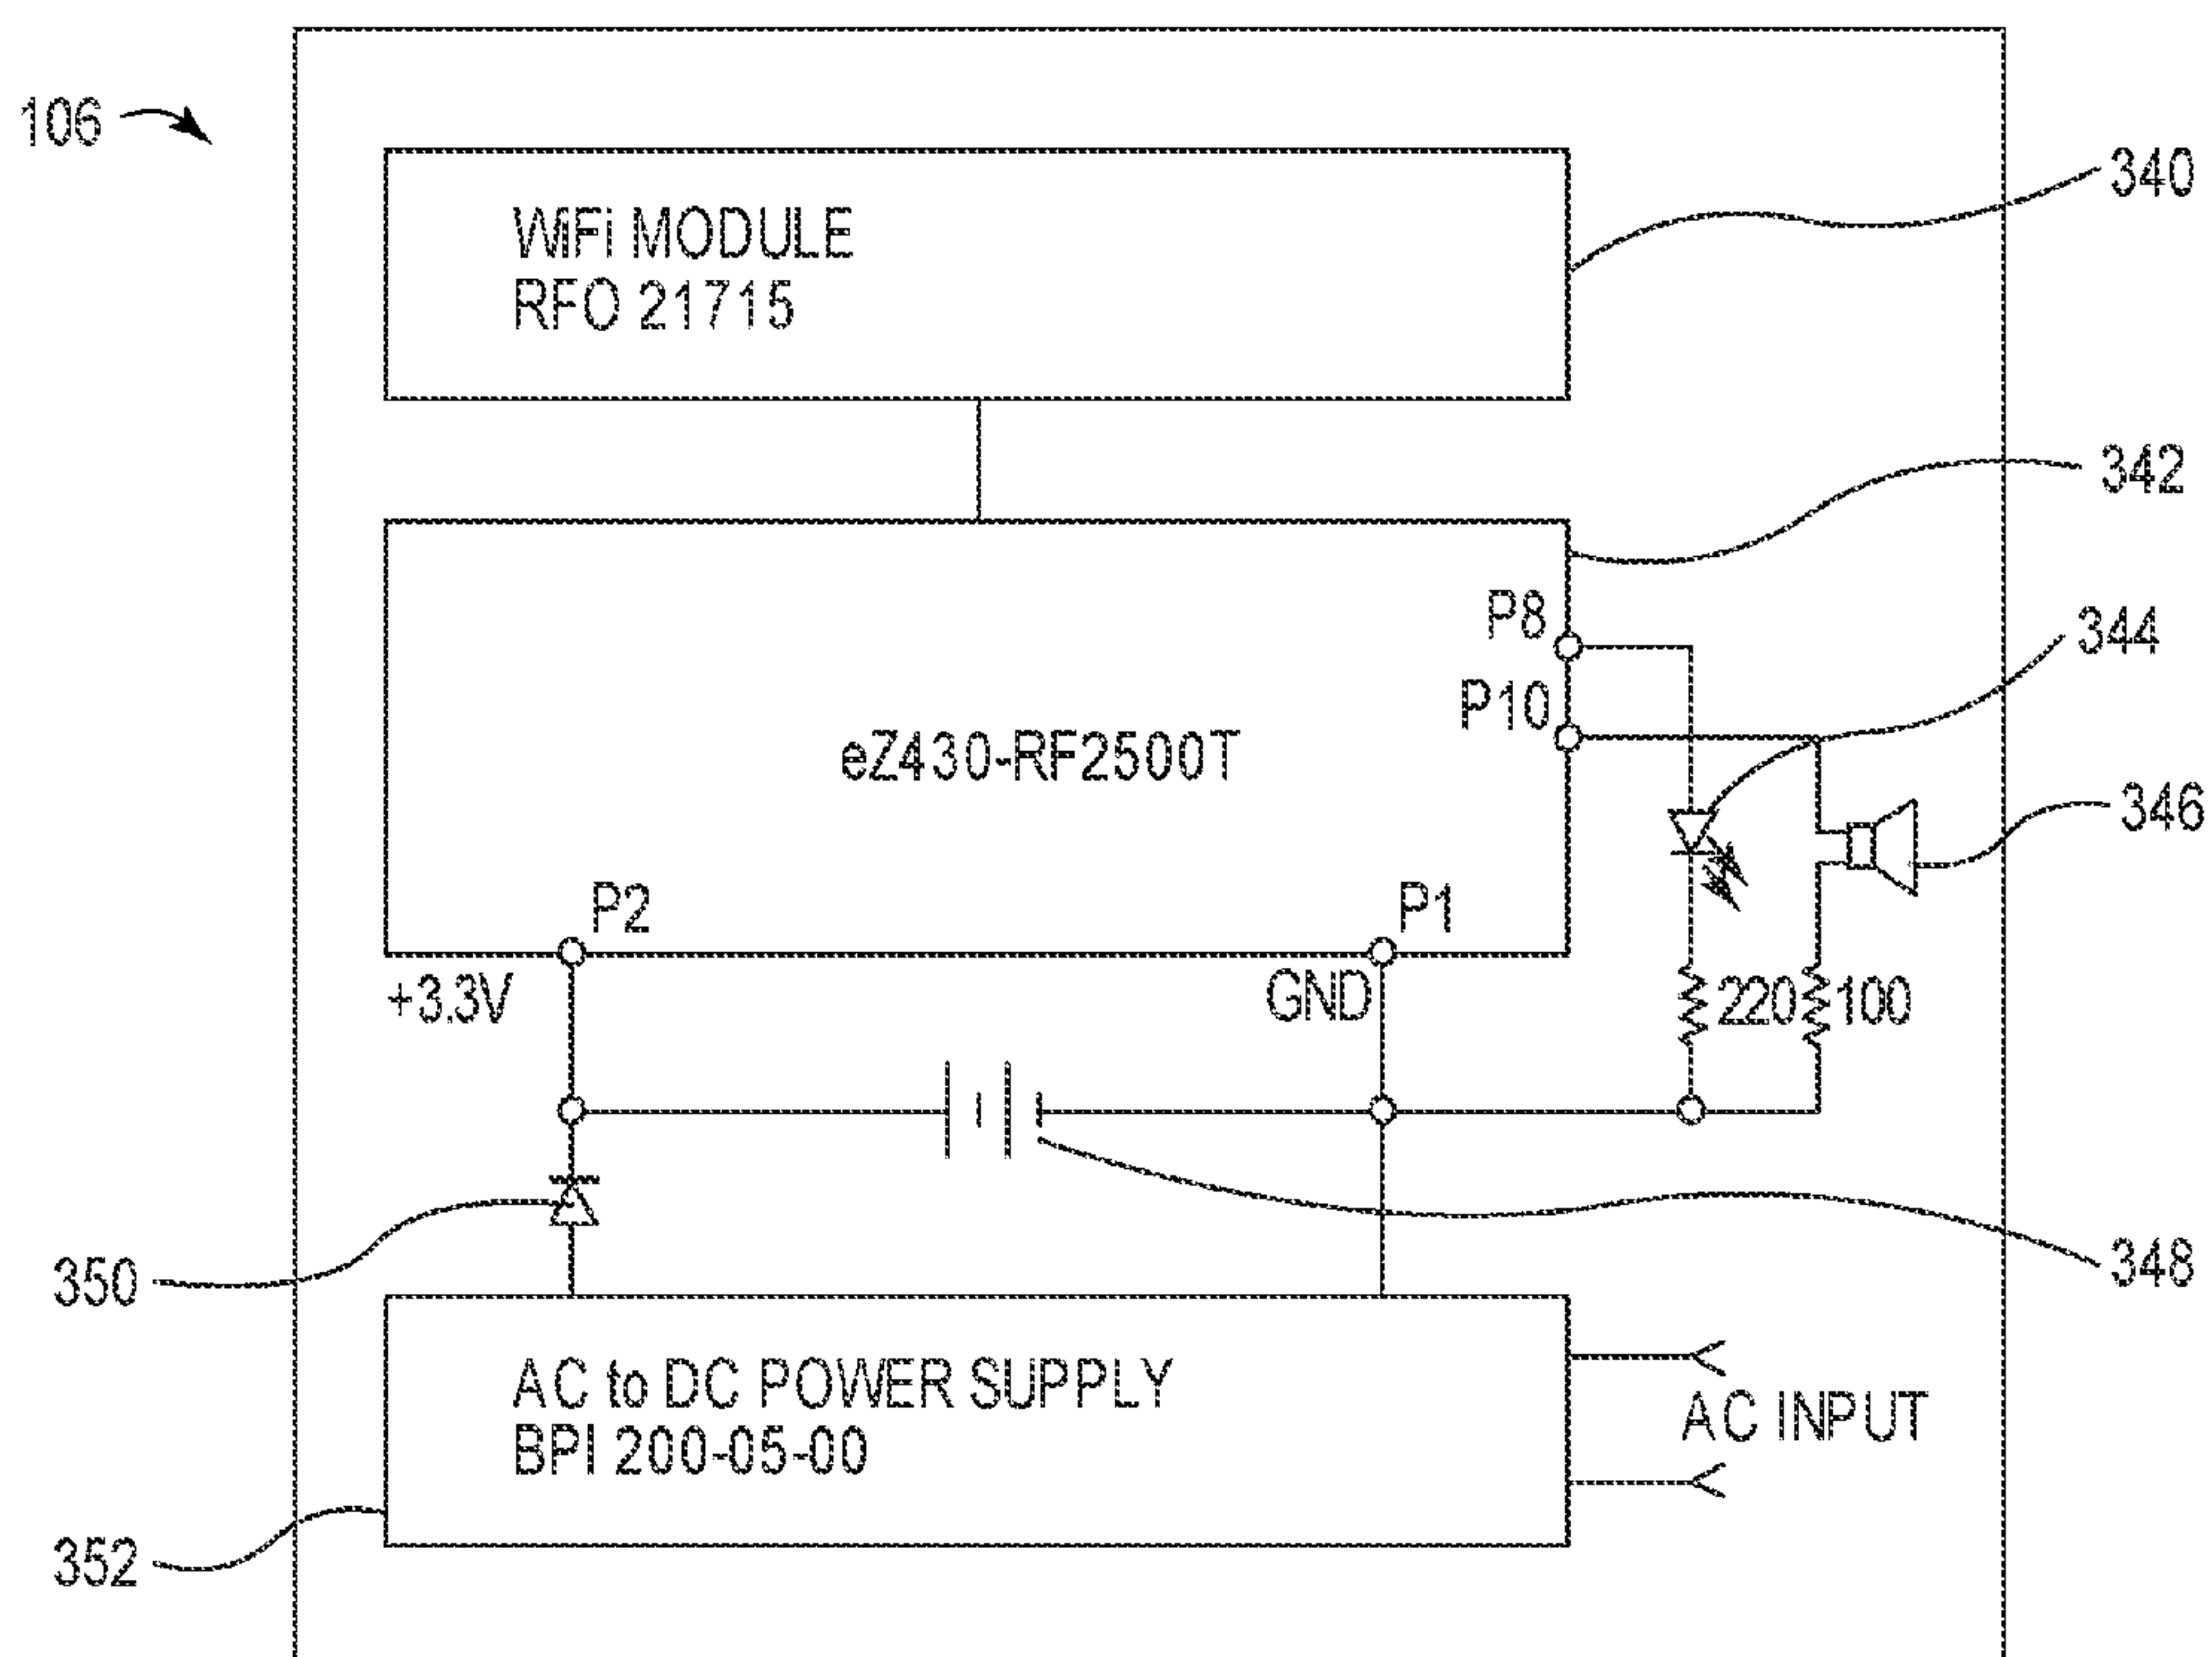 106
WiFi MODULE
RFO 21715
340
342
P8
344
P10
eZ430-RF2500T
346
P2
P1
+3.3V
GND
220
100
350
348
AC to DC POWER SUPPLY
BPI 200-05-00
AC INPUT
352